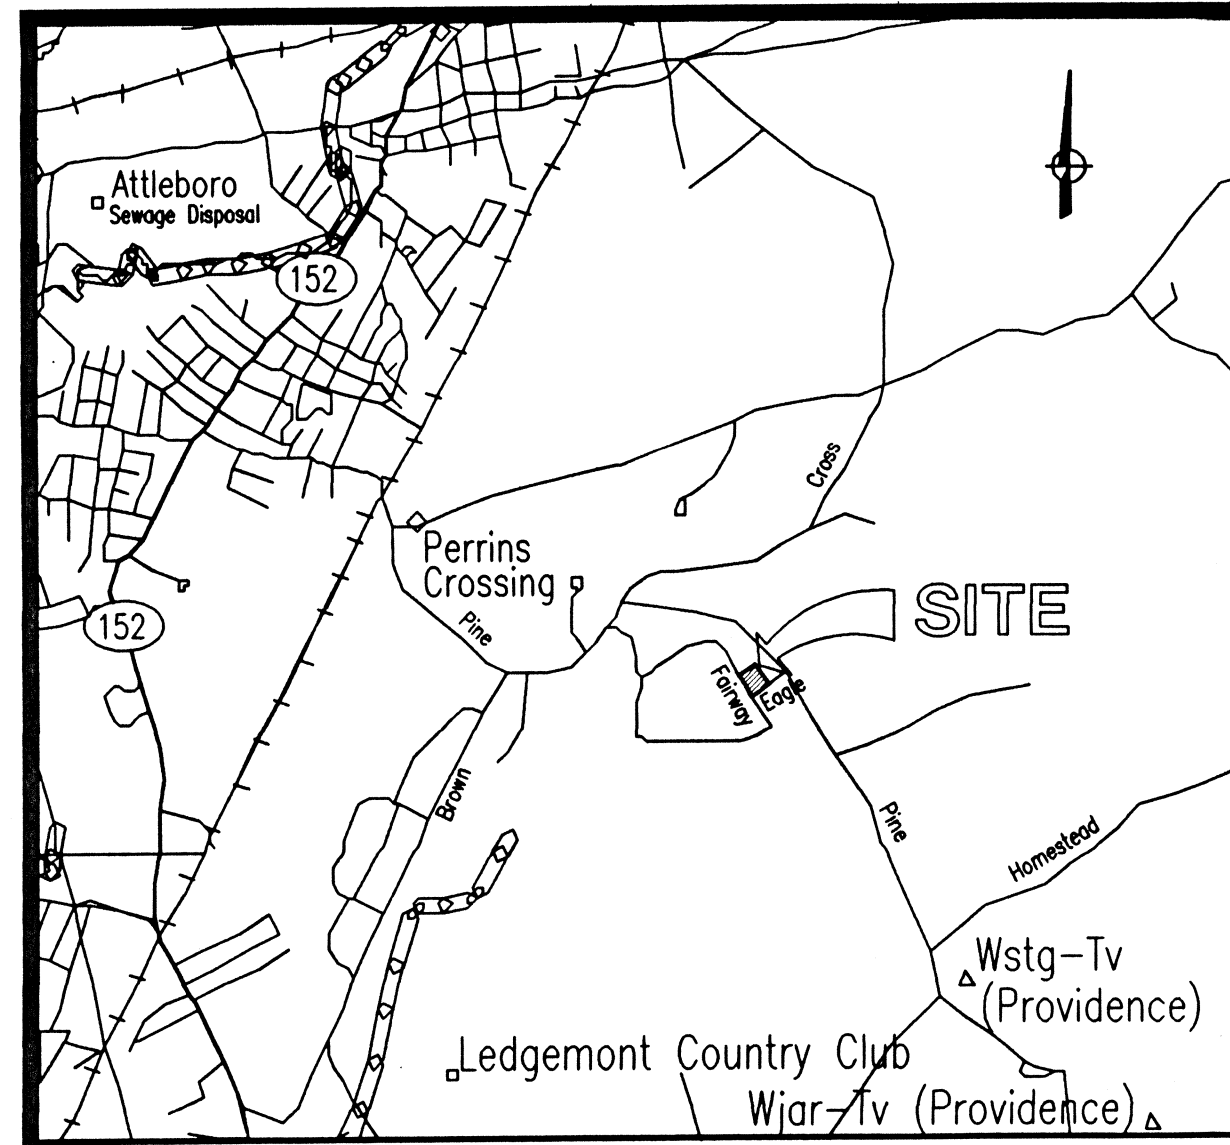 Attleboro
Sewage Disposal
152
Cross
Perrins
Crossing
Pine
SITE
152
Fairway
Eagle
Brown
Pine
Homestead
Wstg-Tv
(Providence)
Ledgemont Country Club
Wjar-Tv (Providence)